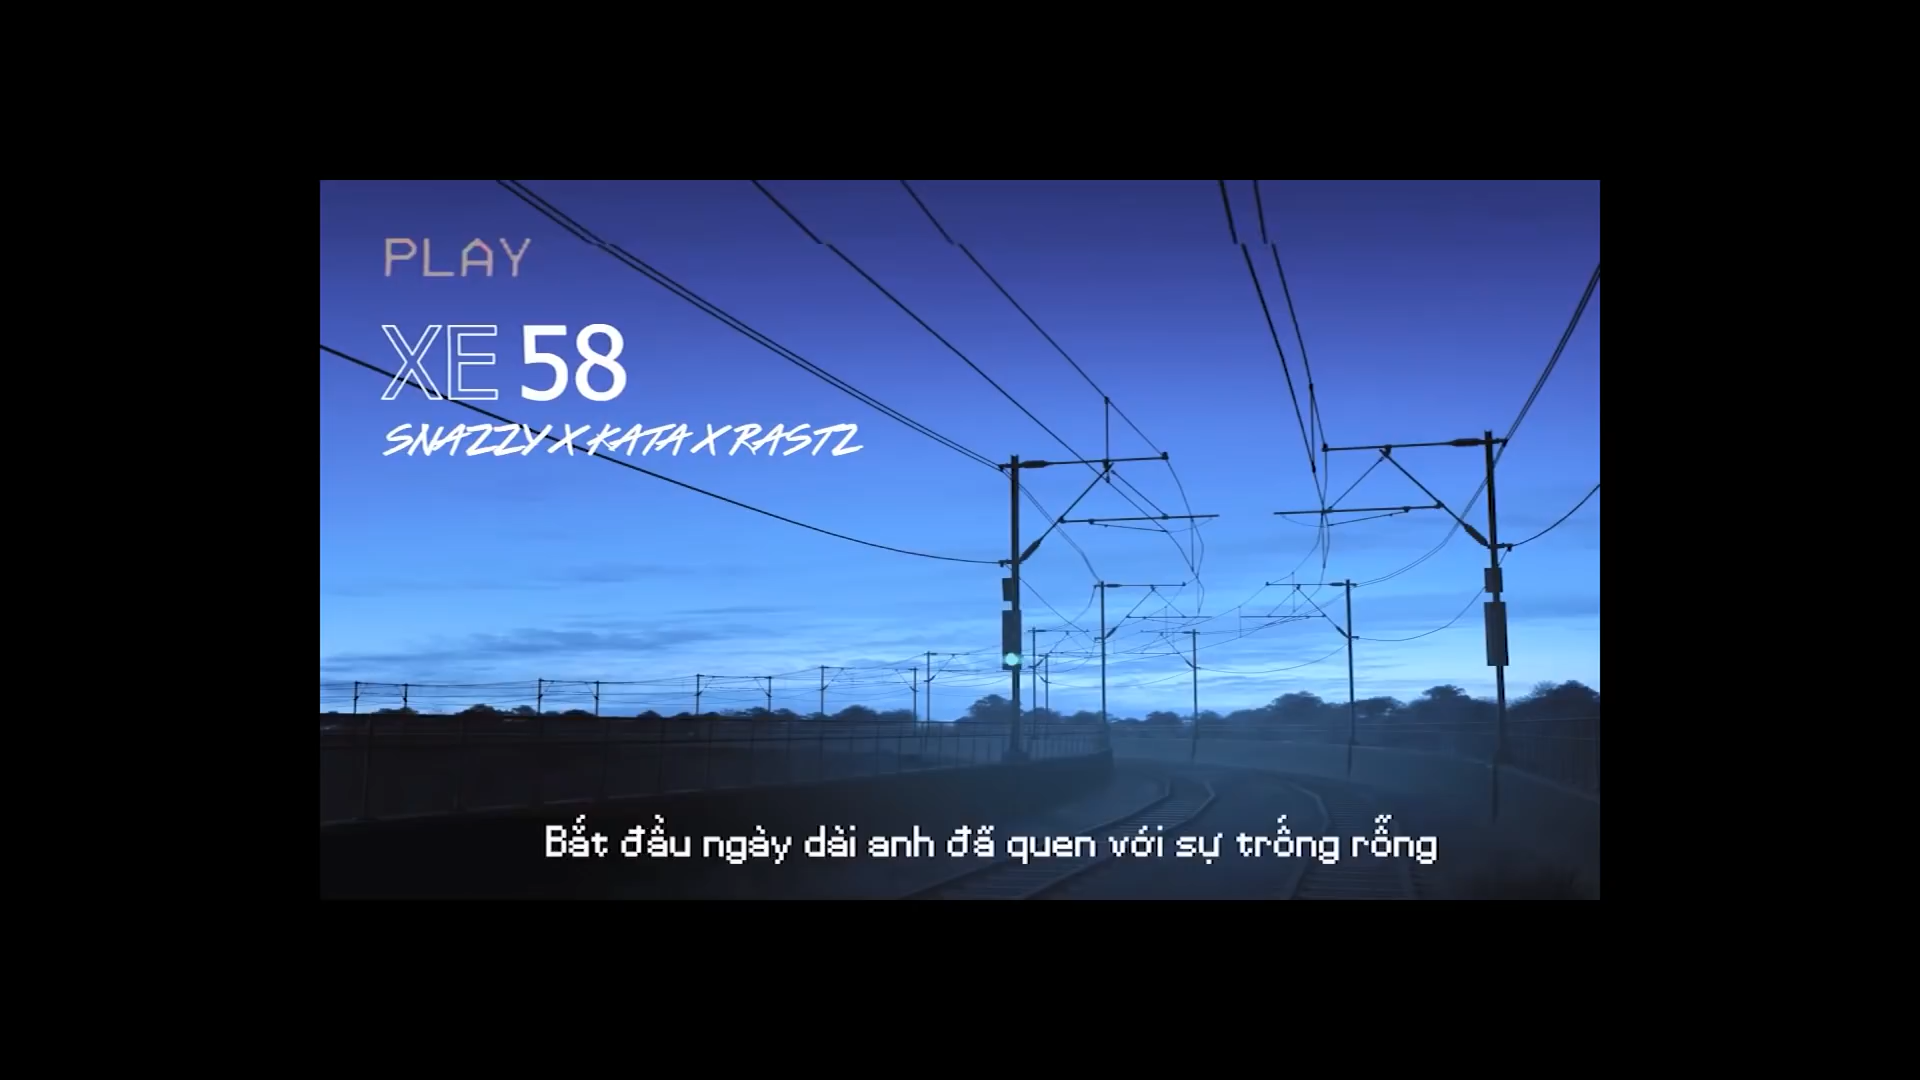 PLAY
XE 58
SNAZZY X KATA X RASTZ
Bắt đầu ngày dài anh đã quen với sự trống rỗng